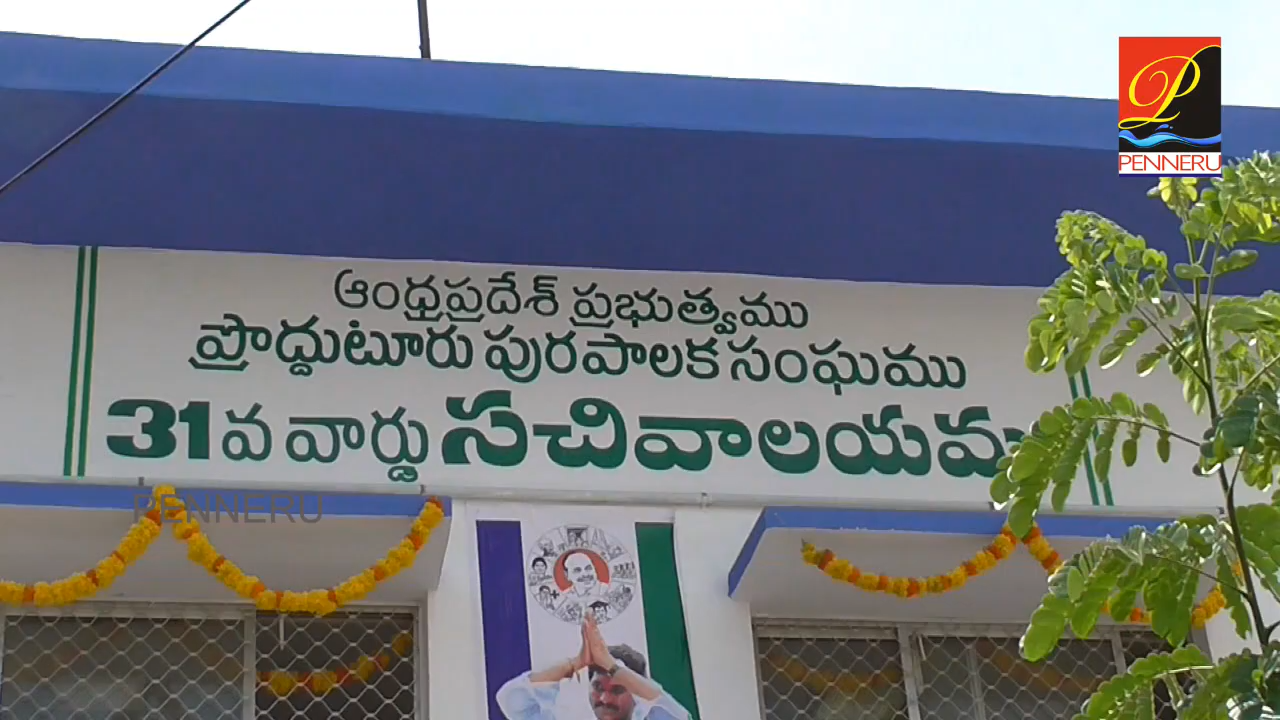 P
PENNERU
ఆంధ్రప్రదేశ్ ప్రభుత్వము
ప్రొద్దుటూరు పురపాలక సంఘము
31వ వార్డు సచివాలయము
PENNERU